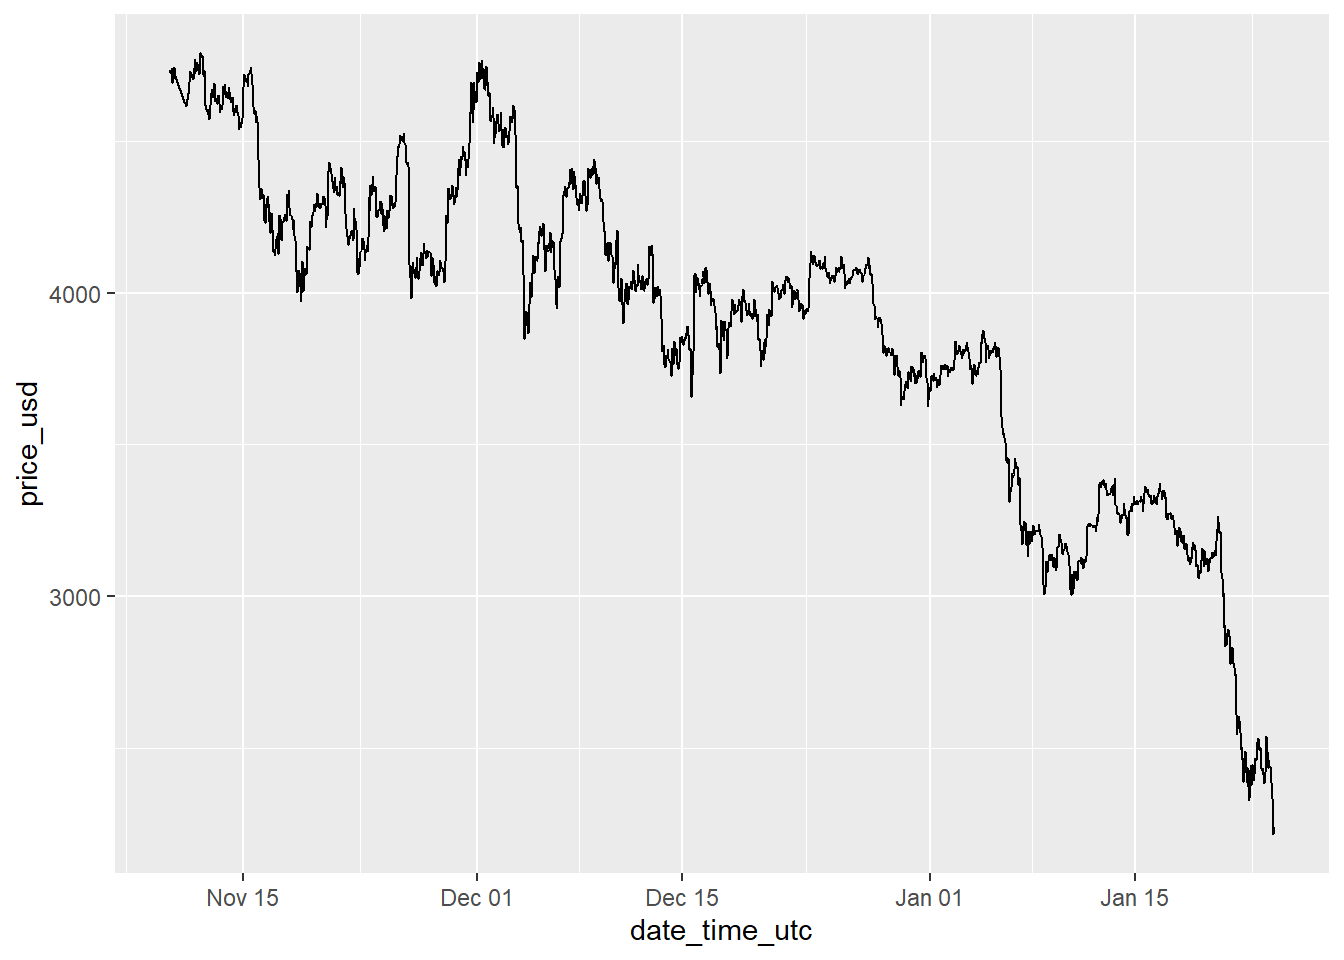 4000
3000
price_usd
Nov 15
Dec 01
Dec 15
Jan 01
Jan 15
date_time_utc